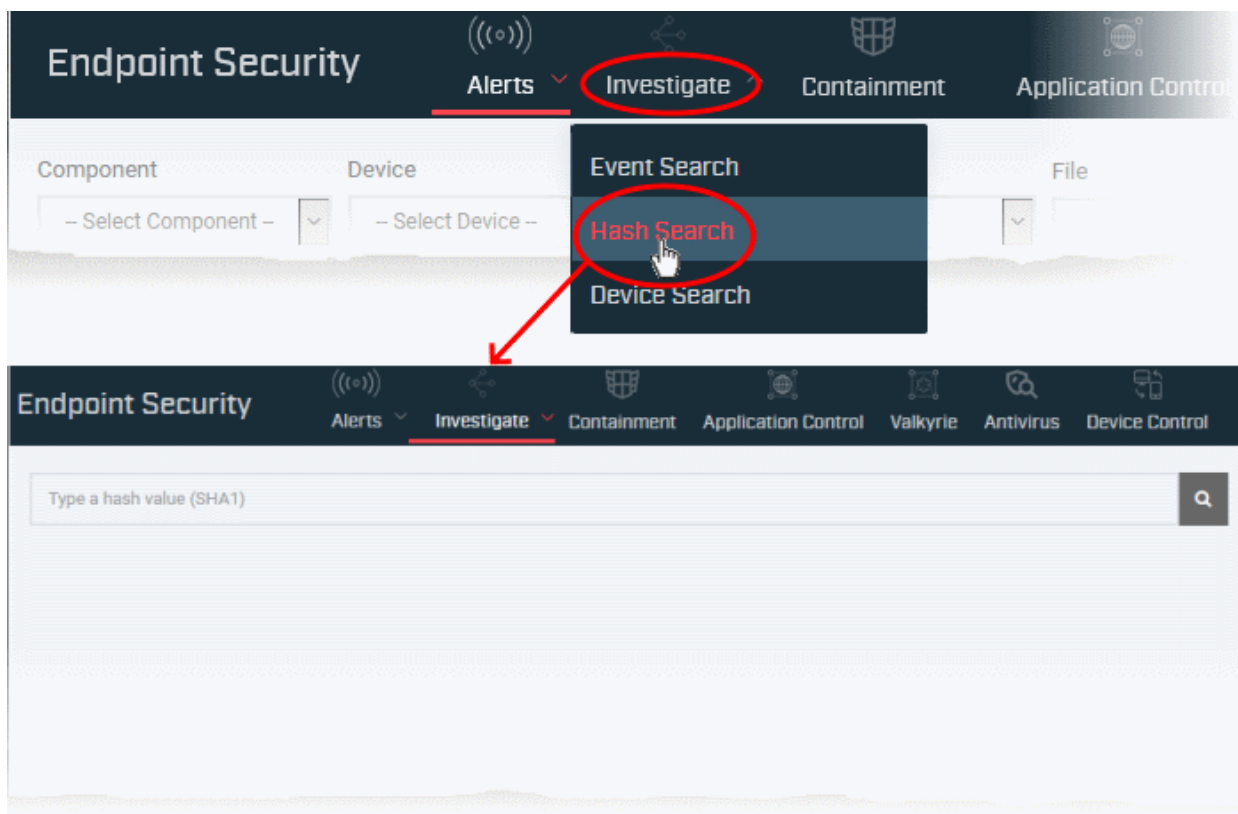 Endpoint Security
Alerts
Investigate
Containment
Application Control
Component
Device
File
-- Select Component --
-- Select Device --
Event Search
Hash Search
Device Search
Endpoint Security
Alerts
Investigate
Containment
Application Control
Valkyrie
Antivirus
Device Control
Type a hash value (SHA1)